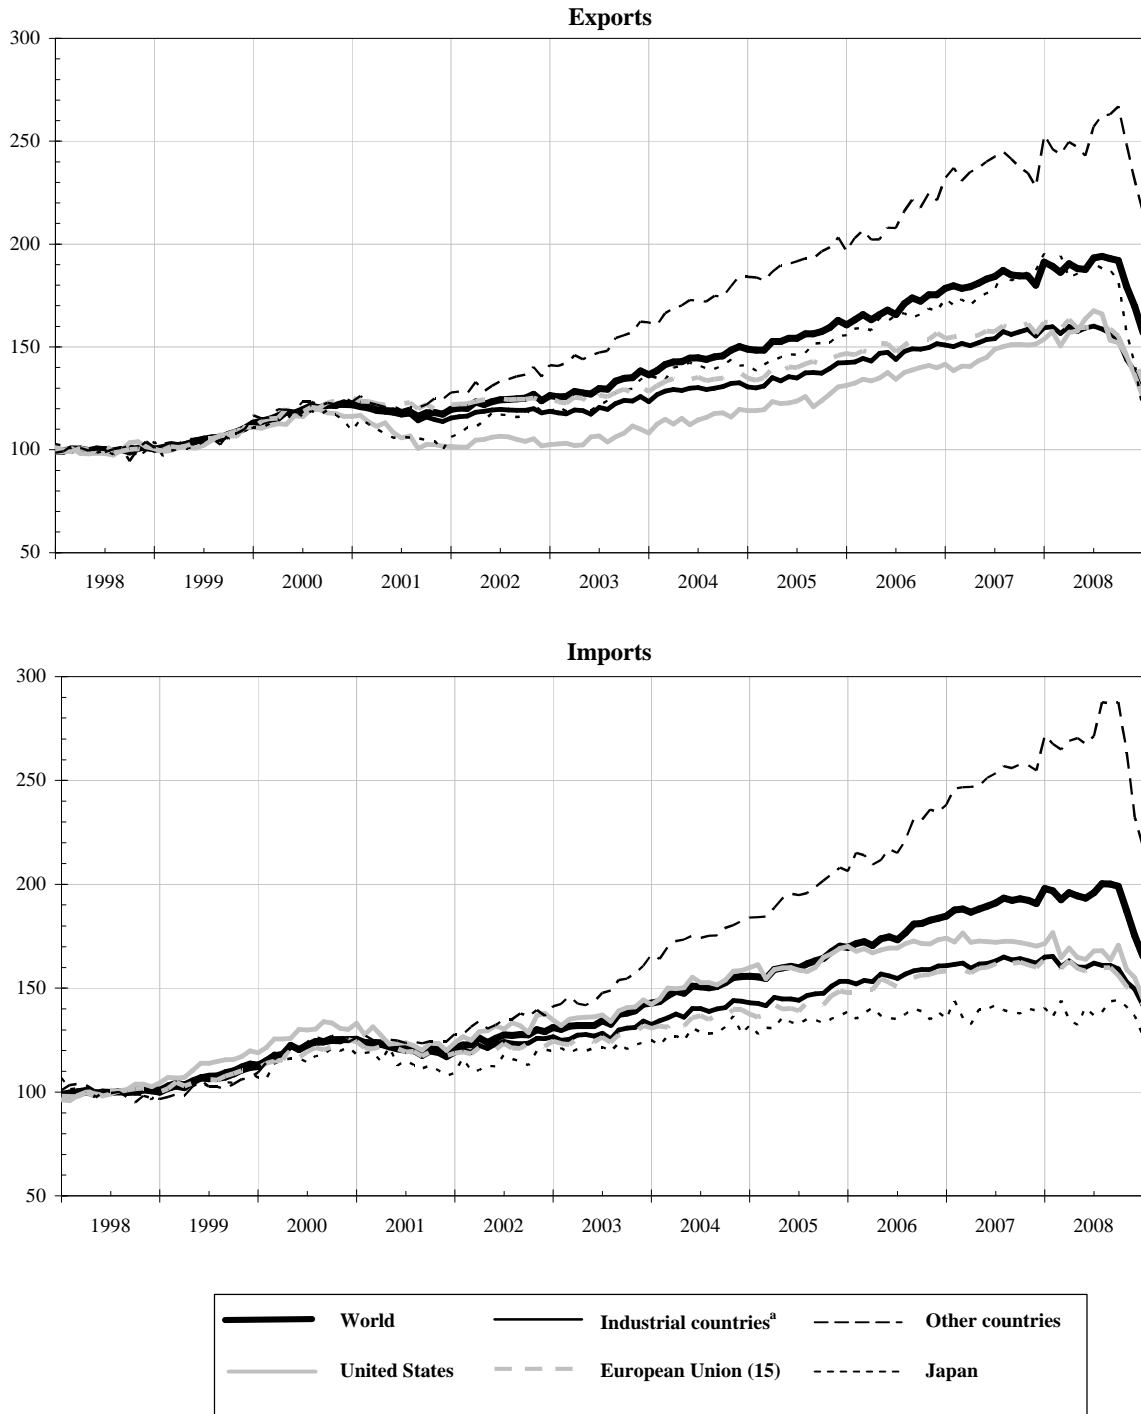 Exports
300
250
200
150
100
50
1998 1999 2000 2001 2002 2003 2004 2005 2006 2007 2008
Imports
300
250
200
150
100
50
1998 1999 2000 2001 2002 2003 2004 2005 2006 2007 2008
World Industrial countriesª Other countries
United States European Union (15) Japan